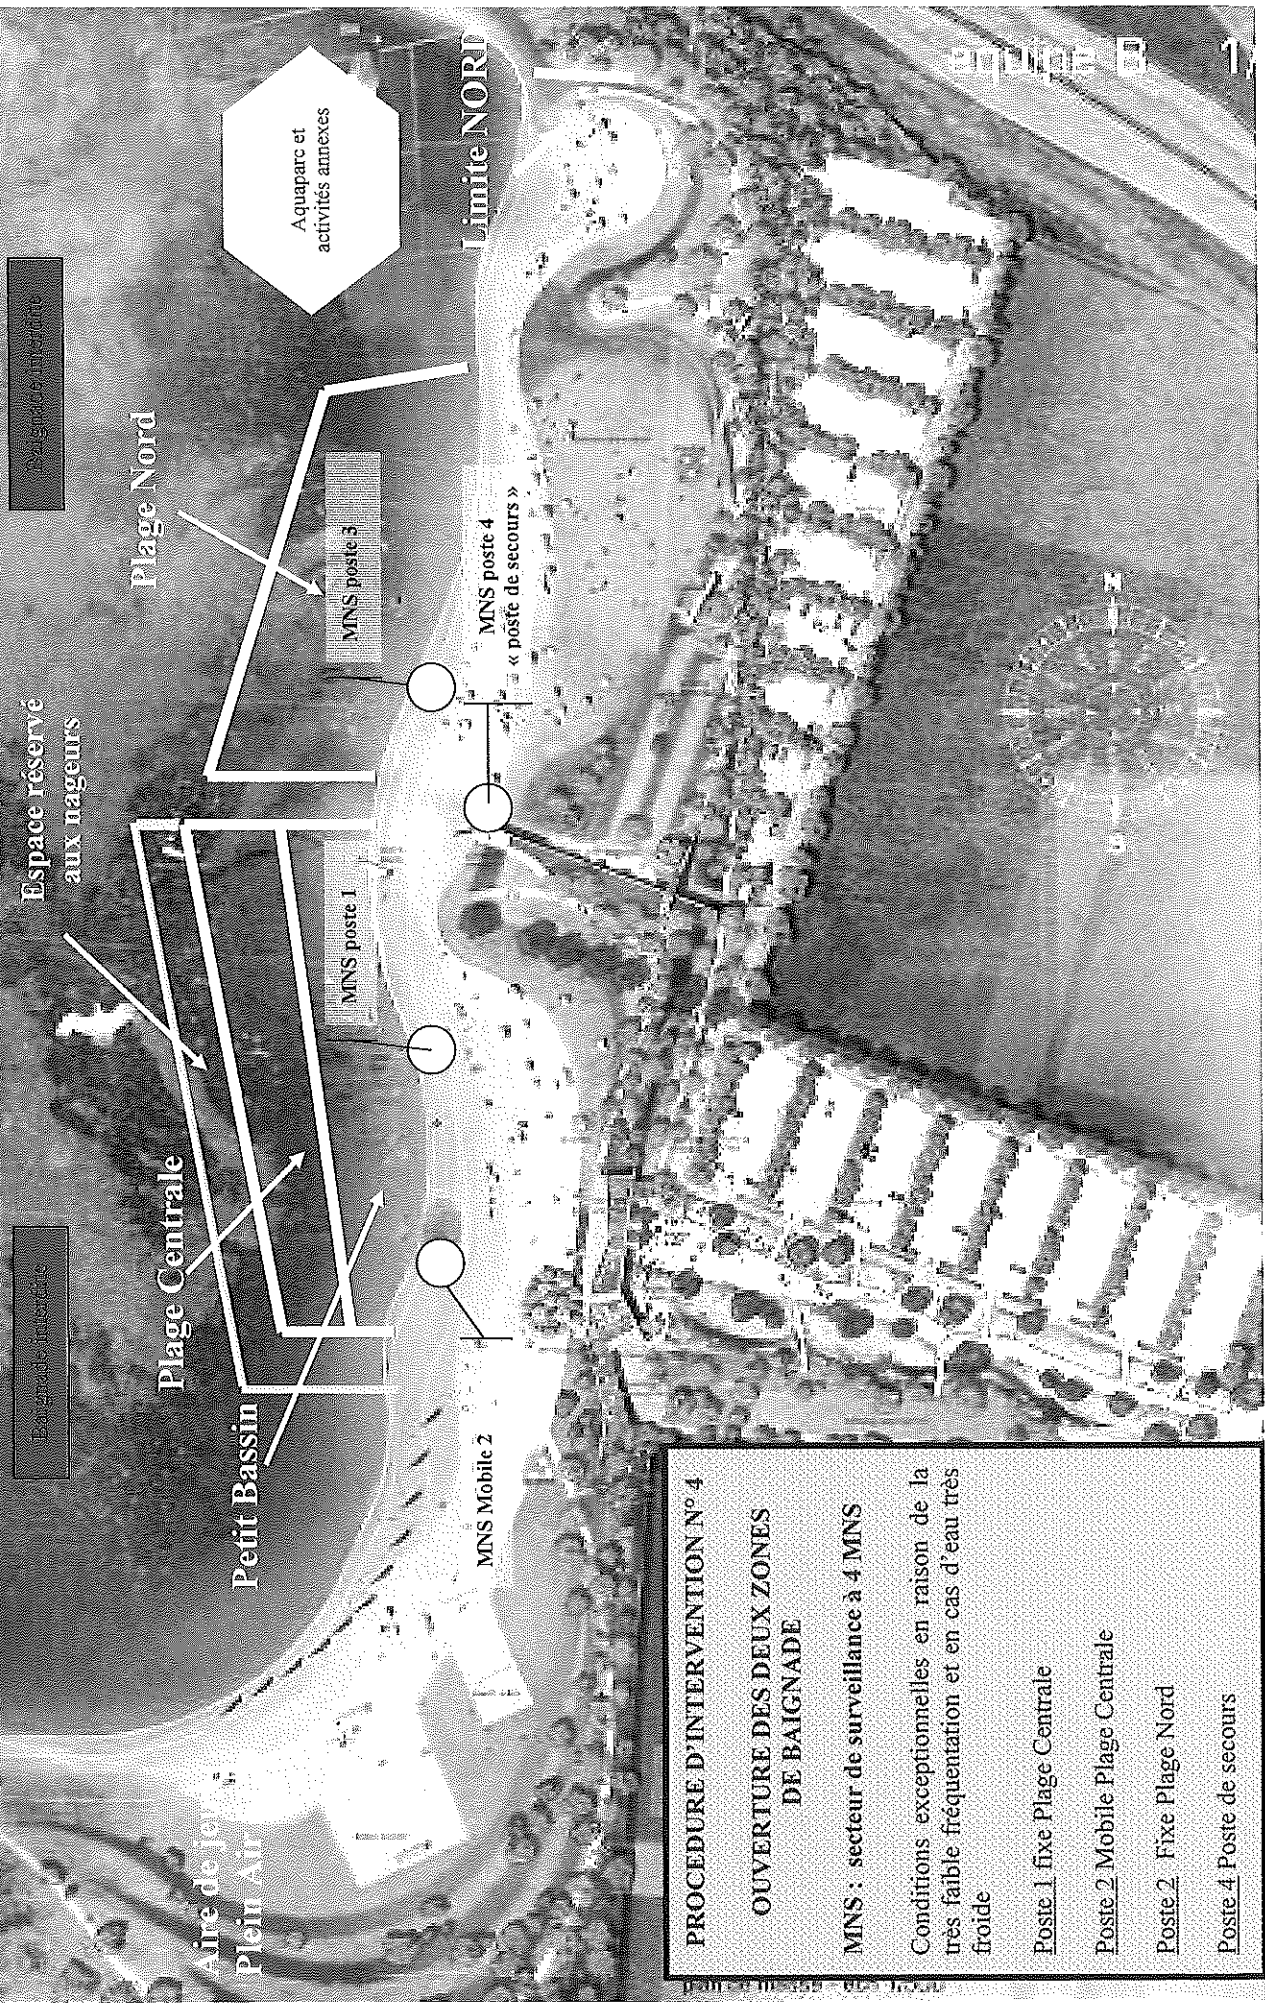 Baignade interdite
Baignade interdite
Espace réservé
aux nageurs
Plage Nord
Plage Centrale
Petit Bassin
Aquaparc et
activités annexes
Limite NORD
MNS poste 3
MNS poste 1
MNS poste 4
« poste de secours »
MNS Mobile 2
Plein Air
équipe B
PROCEDURE D'INTERVENTION N° 4
OUVERTURE DES DEUX ZONES
DE BAIGNADE
MNS : secteur de surveillance à 4 MNS
Conditions exceptionnelles en raison de la
très faible fréquentation et en cas d'eau très
froide
Poste 1 fixe Plage Centrale
Poste 2 Mobile Plage Centrale
Poste 2 Fixe Plage Nord
Poste 4 Poste de secours